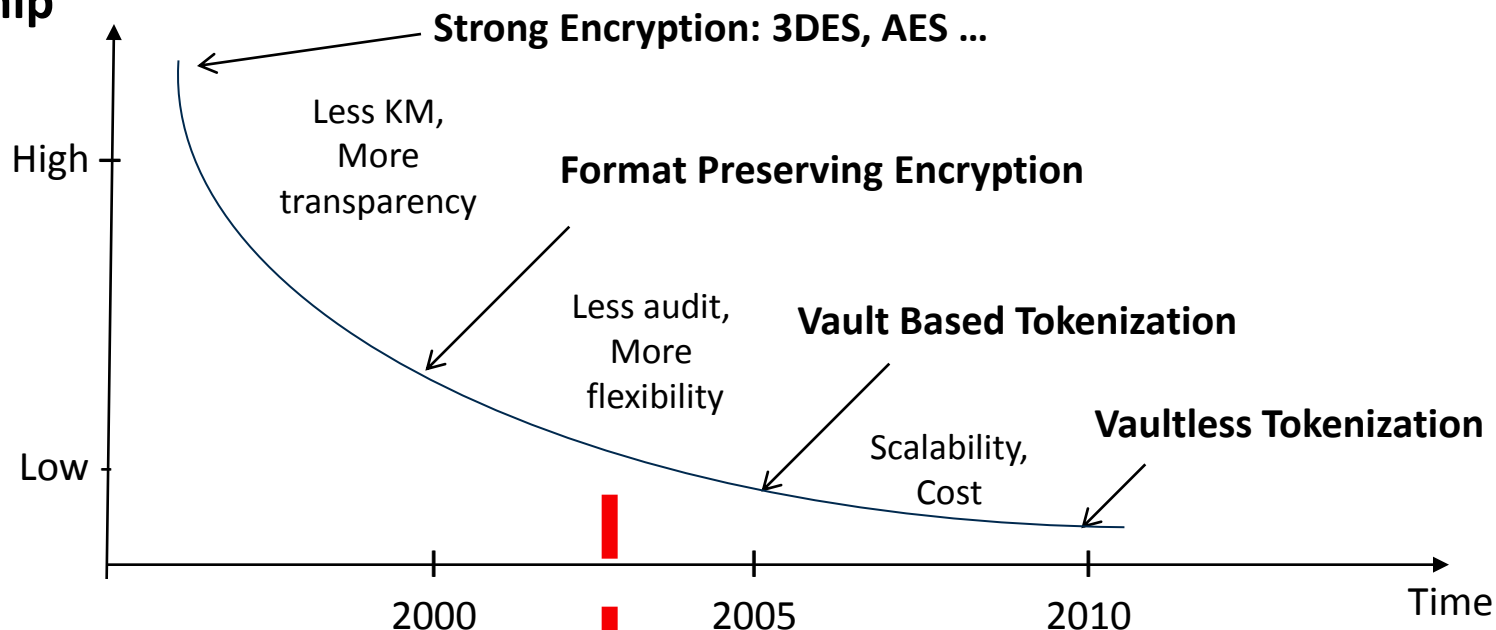 Strong Encryption: 3DES, AES ...
Less KM,
More
transparency
High
Format Preserving Encryption
Less audit,
More
flexibility
Vault Based Tokenization
Vaultless Tokenization
Scalability,
Cost
Low
2000
2005
2010
Time